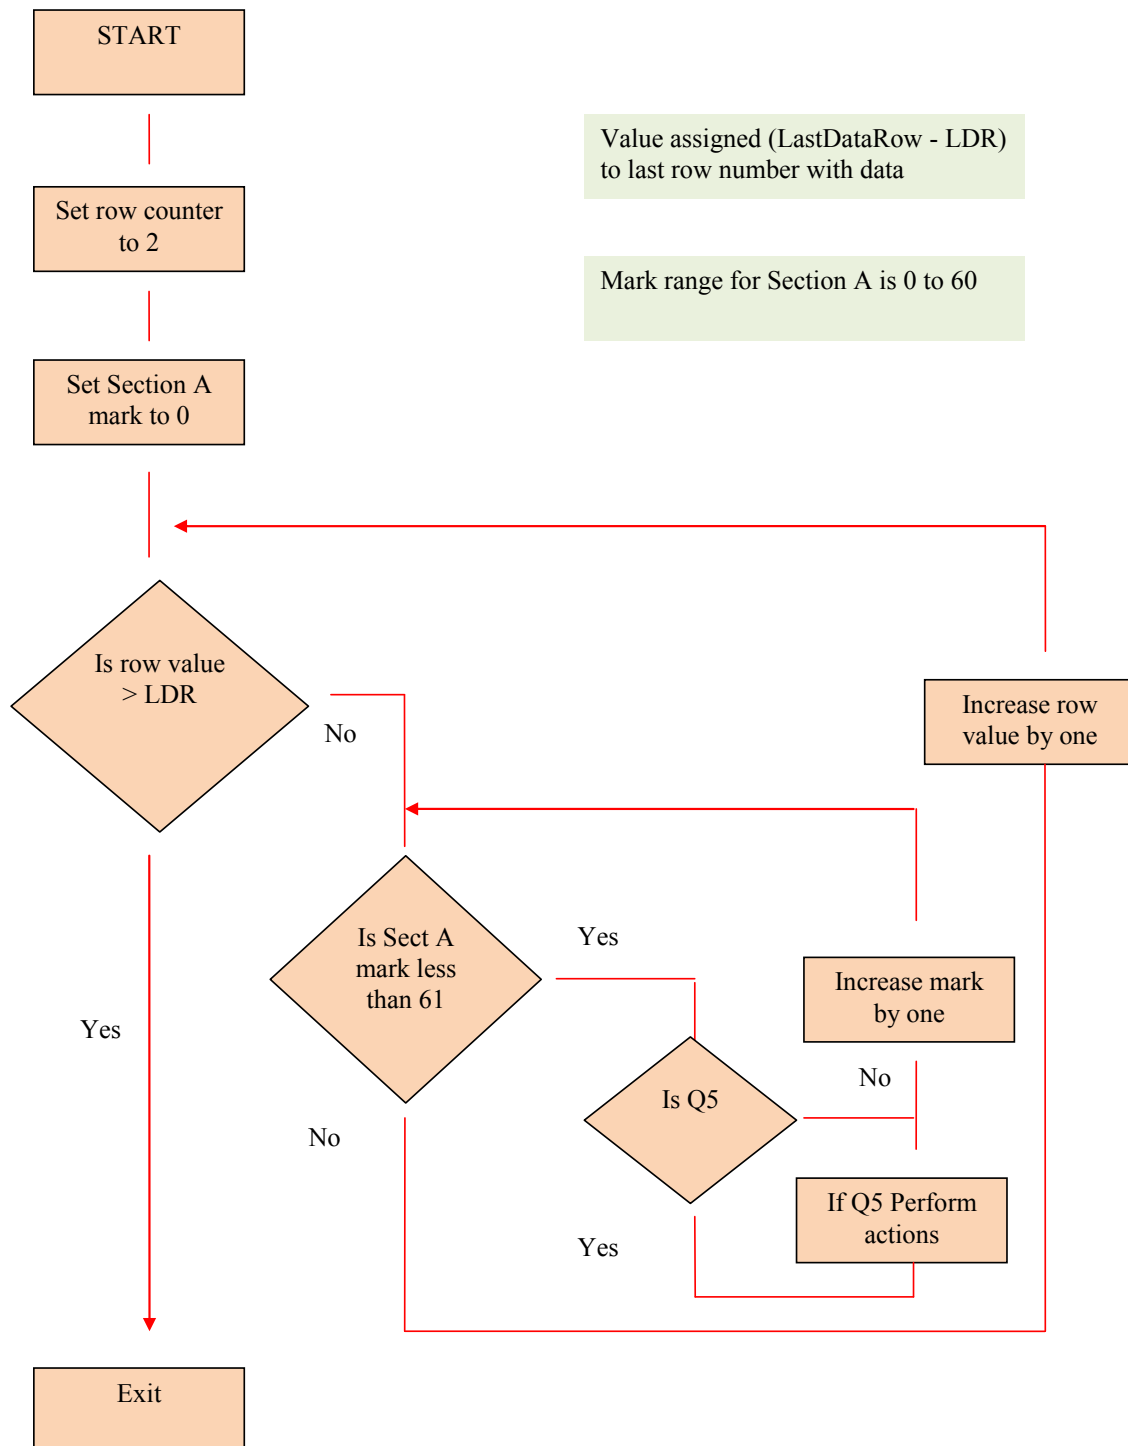 START
Value assigned (LastDataRow - LDR)
to last row number with data
Set row counter
to 2
Mark range for Section A is 0 to 60
Set Section A
mark to 0
Is row value
> LDR
No
Increase row
value by one
Is Sect A
mark less
than 61
Yes
Increase mark
by one
Yes
No
Is Q5
No
If Q5 Perform
actions
Yes
Exit